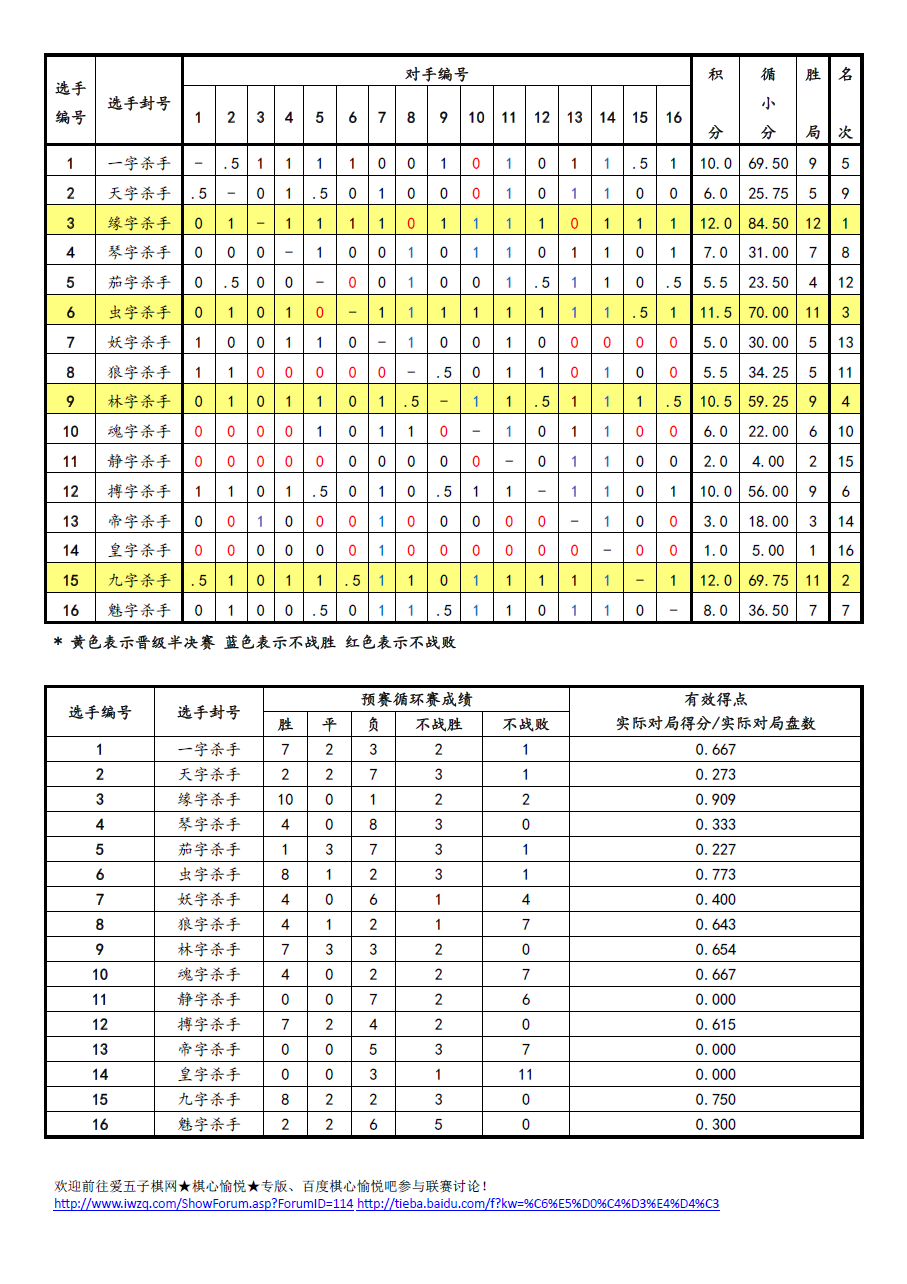 选手编号 选手封号 对手编号 积分 循小分 胜局 名次
1 2 3 4 5 6 7 8 9 10 11 12 13 14 15 16
1 一字杀手 - .5 1 1 1 1 0 0 1 0 1 0 1 1 .5 1 10.0 69.50 9 5
2 天字杀手 .5 - 0 1 .5 0 1 0 0 0 1 0 1 1 0 0 6.0 25.75 5 9
3 缘字杀手 0 1 - 1 1 1 1 0 1 1 1 1 0 1 1 1 12.0 84.50 12 1
4 琴字杀手 0 0 0 - 1 0 0 1 0 1 1 0 1 1 0 1 7.0 31.00 7 8
5 茄字杀手 0 .5 0 0 - 0 0 1 0 0 1 .5 1 1 0 .5 5.5 23.50 4 12
6 虫字杀手 0 1 0 1 0 - 1 1 1 1 1 1 1 1 .5 1 11.5 70.00 11 3
7 妖字杀手 1 0 0 1 1 0 - 1 0 0 1 0 0 0 0 0 5.0 30.00 5 13
8 狼字杀手 1 1 0 0 0 0 0 - .5 0 1 1 0 1 0 0 5.5 34.25 5 11
9 林字杀手 0 1 0 1 1 0 1 .5 - 1 1 .5 1 1 1 .5 10.5 59.25 9 4
10 魂字杀手 0 0 0 0 1 0 1 1 0 - 1 0 1 1 0 0 6.0 22.00 6 10
11 静字杀手 0 0 0 0 0 0 0 0 0 0 - 0 1 1 0 0 2.0 4.00 2 15
12 搏字杀手 1 1 0 1 .5 0 1 0 .5 1 1 - 1 1 0 1 10.0 56.00 9 6
13 帝字杀手 0 0 1 0 0 0 1 0 0 0 0 0 - 1 0 0 3.0 18.00 3 14
14 皇字杀手 0 0 0 0 0 0 1 0 0 0 0 0 0 - 0 0 1.0 5.00 1 16
15 九字杀手 .5 1 0 1 1 .5 1 1 0 1 1 1 1 1 - 1 12.0 69.75 11 2
16 魅字杀手 0 1 0 0 .5 0 1 1 .5 1 1 0 1 1 0 - 8.0 36.50 7 7
* 黄色表示晋级半决赛 蓝色表示不战胜 红色表示不战败
选手编号 选手封号 预赛循环赛成绩 有效得点
胜 平 负 不战胜 不战败 实际对局得分/实际对局盘数
1 一字杀手 7 2 3 2 1 0.667
2 天字杀手 2 2 7 3 1 0.273
3 缘字杀手 10 0 1 2 2 0.909
4 琴字杀手 4 0 8 3 0 0.333
5 茄字杀手 1 3 7 3 1 0.227
6 虫字杀手 8 1 2 3 1 0.773
7 妖字杀手 4 0 6 1 4 0.400
8 狼字杀手 4 1 2 1 7 0.643
9 林字杀手 7 3 3 2 0 0.654
10 魂字杀手 4 0 2 2 7 0.667
11 静字杀手 0 0 7 2 6 0.000
12 搏字杀手 7 2 4 2 0 0.615
13 帝字杀手 0 0 5 3 7 0.000
14 皇字杀手 0 0 3 1 11 0.000
15 九字杀手 8 2 2 3 0 0.750
16 魅字杀手 2 2 6 5 0 0.300
欢迎前往爱五子棋网★棋心愉悦★专版、百度棋心愉悦吧参与联赛讨论！
http://www.iwzq.com/ShowForum.asp?ForumID=114 http://tieba.baidu.com/f?kw=%C6%E5%D0%C4%D3%E4%D4%C3